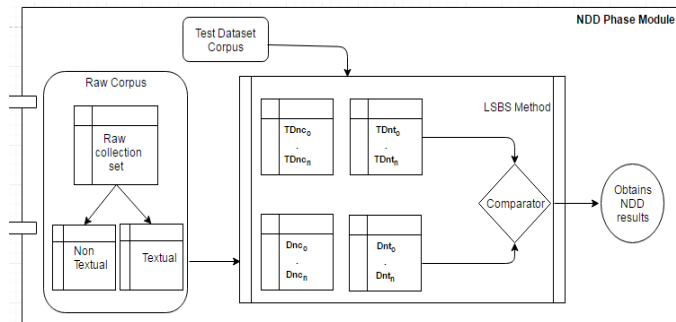 NDD Phase Module
Test Dataset
Corpus
Raw Corpus
Raw
collection
set
Non
Textual
Textual
LSBS Method
TDnc₀
.
TDncₙ
TDnt₀
.
TDntₙ
Dnc₀
.
Dncₙ
Dnt₀
.
Dntₙ
Comparator
Obtains
NDD
results